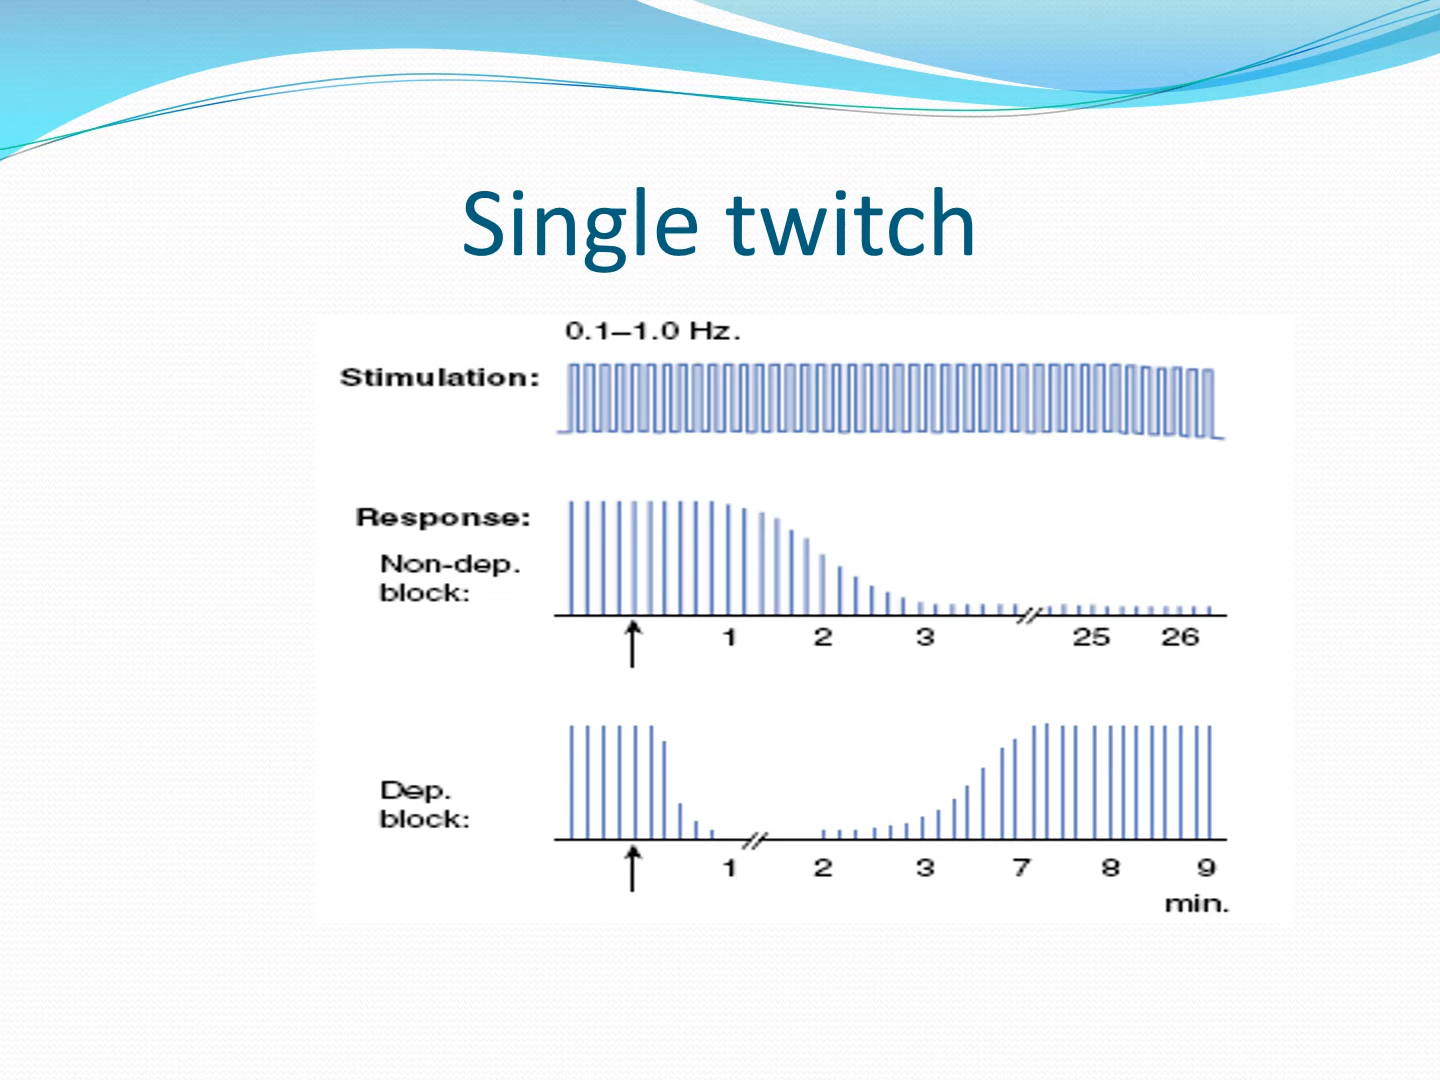 Single twitch
0.1–1.0 Hz.
Stimulation:
Response:
Non-dep.
block:
1 2 3 25 26
Dep.
block:
1 2 3 7 8 9
min.